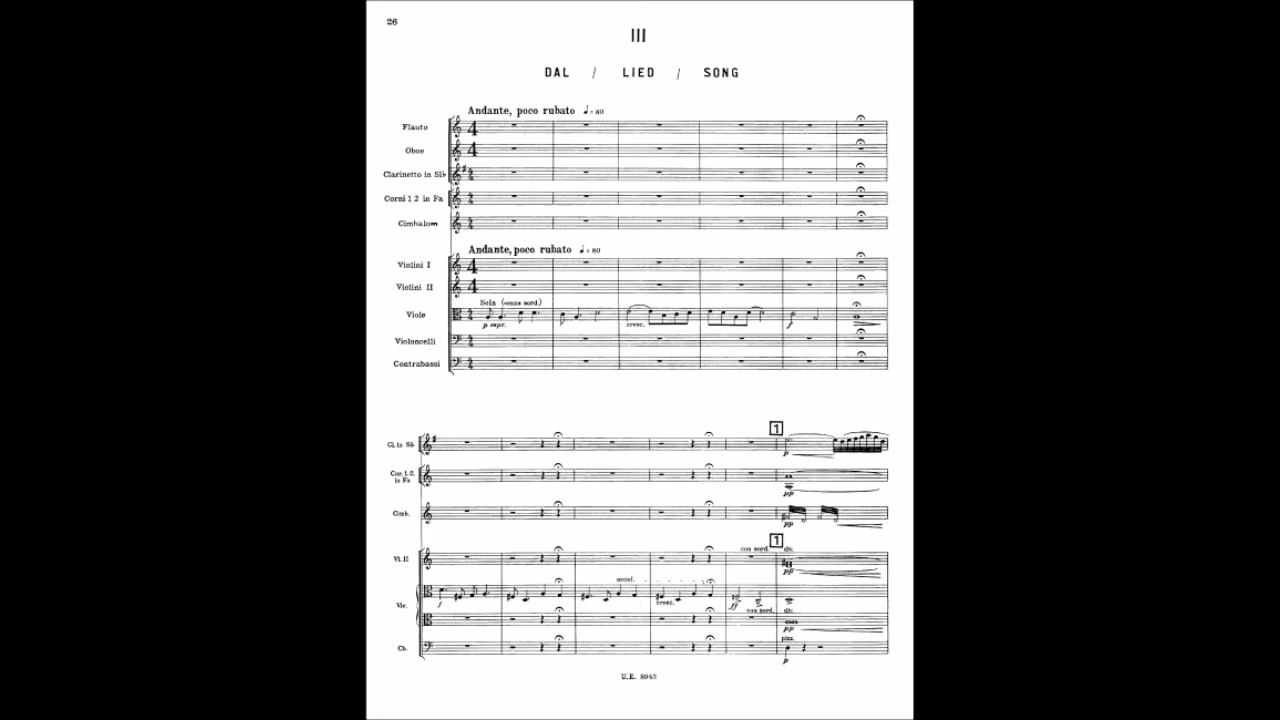 26
III
DAL / LIED / SONG
Andante, poco rubato ♩= 80
Flauto
Oboe
Clarinetto in Si♭
Corni 1 2 in Fa
Cimbalom
Andante, poco rubato ♩= 80
Violini I
Violini II
Sola (senza sord.)
Viole
p espr.
cresc.
f
Violoncelli
Contrabassi
1
Cl. in Si♭
p
Cor. 1. 2.
in Fa
pp
Cimb.
pp
1
con sord.
div.
Vl. II
pp
accel.
Vle.
f
cresc.
ff
con sord.
div.
pp
pizz.
Cb.
p
U.E. 8943